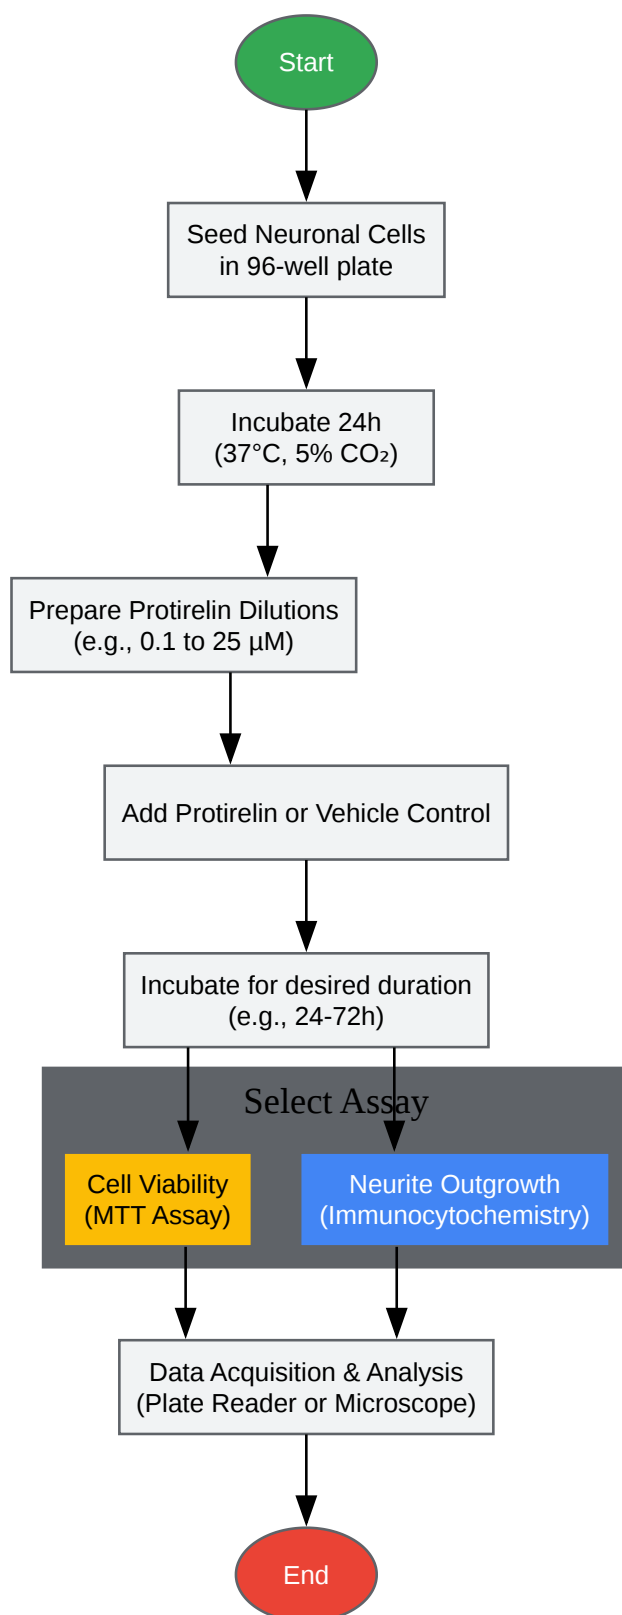 Start
Seed Neuronal Cells
in 96-well plate
Incubate 24h
(37°C, 5% CO₂)
Prepare Protirelin Dilutions
(e.g., 0.1 to 25 µM)
Add Protirelin or Vehicle Control
Incubate for desired duration
(e.g., 24-72h)
Select Assay
Cell Viability
(MTT Assay)
Neurite Outgrowth
(Immunocytochemistry)
Data Acquisition & Analysis
(Plate Reader or Microscope)
End